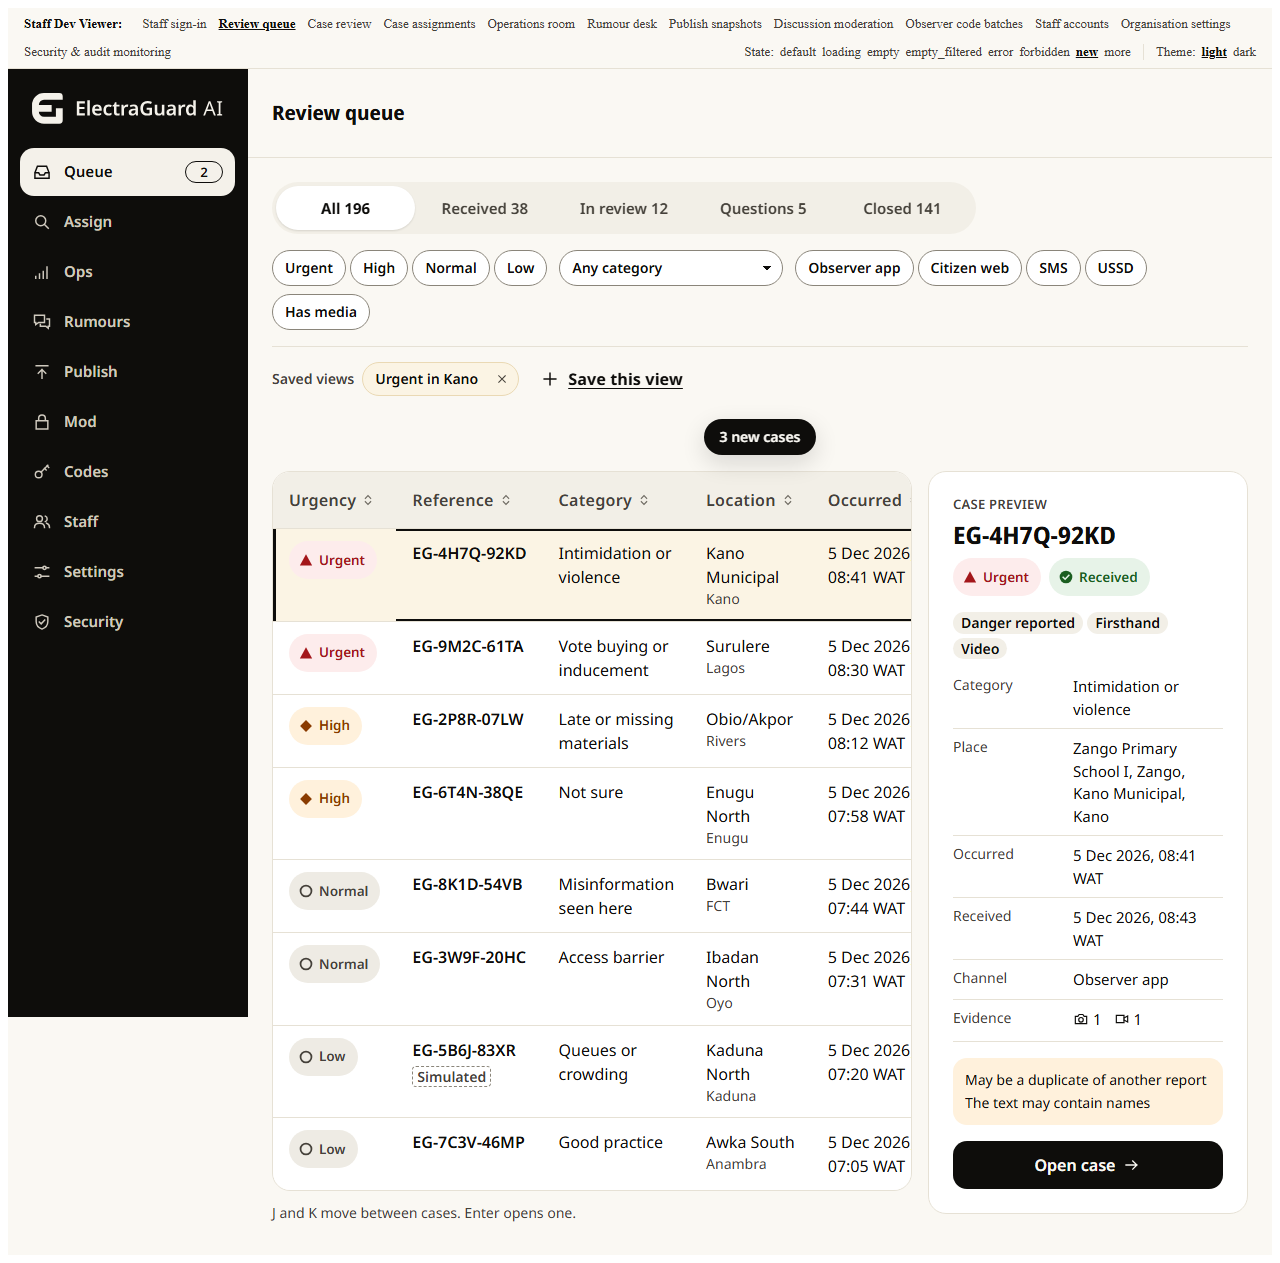 Staff Dev Viewer: Staff sign-in Review queue Case review Case assignments Operations room Rumour desk Publish snapshots Discussion moderation Observer code batches Staff accounts Organisation settings
Security & audit monitoring State: default loading empty empty_filtered error forbidden new more Theme: light dark
ElectraGuard AI
Queue 2
Assign
Ops
Rumours
Publish
Mod
Codes
Staff
Settings
Security
Review queue
All 196 Received 38 In review 12 Questions 5 Closed 141
Urgent High Normal Low Any category Observer app Citizen web SMS USSD
Has media
Saved views Urgent in Kano Save this view
3 new cases
Urgency Reference Category Location Occurred
Urgent EG-4H7Q-92KD Intimidation or Kano 5 Dec 2026
violence Municipal 08:41 WAT
Kano
Urgent EG-9M2C-61TA Vote buying or Surulere 5 Dec 2026
inducement Lagos 08:30 WAT
High EG-2P8R-07LW Late or missing Obio/Akpor 5 Dec 2026
materials Rivers 08:12 WAT
High EG-6T4N-38QE Not sure Enugu 5 Dec 2026
North 07:58 WAT
Enugu
Normal EG-8K1D-54VB Misinformation Bwari 5 Dec 2026
seen here FCT 07:44 WAT
Normal EG-3W9F-20HC Access barrier Ibadan 5 Dec 2026
North 07:31 WAT
Oyo
Low EG-5B6J-83XR Queues or Kaduna 5 Dec 2026
Simulated crowding North 07:20 WAT
Kaduna
Low EG-7C3V-46MP Good practice Awka South 5 Dec 2026
Anambra 07:05 WAT
J and K move between cases. Enter opens one.
CASE PREVIEW
EG-4H7Q-92KD
Urgent Received
Danger reported Firsthand
Video
Category Intimidation or
violence
Place Zango Primary
School I, Zango,
Kano Municipal,
Kano
Occurred 5 Dec 2026, 08:41
WAT
Received 5 Dec 2026, 08:43
WAT
Channel Observer app
Evidence 1 1
May be a duplicate of another report
The text may contain names
Open case